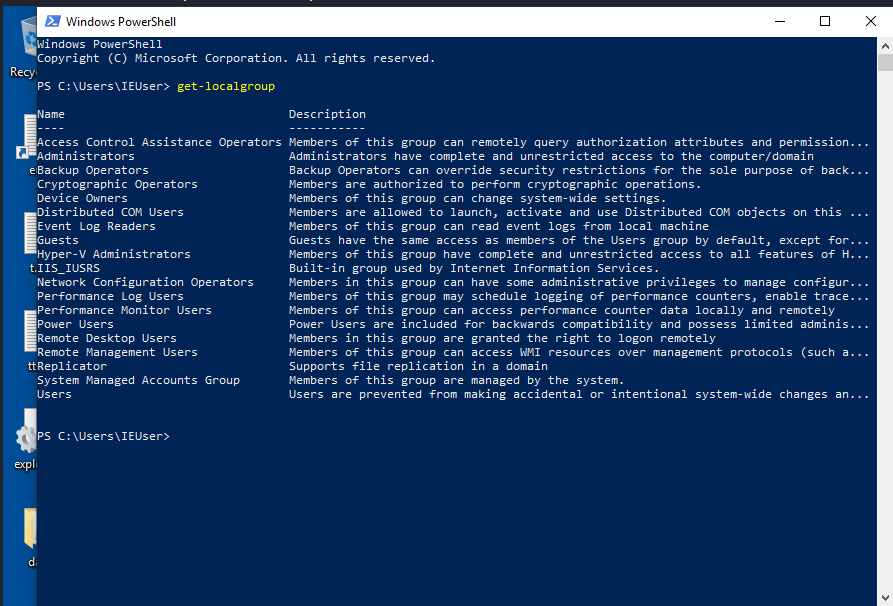 Windows PowerShell
Windows PowerShell
Copyright (C) Microsoft Corporation. All rights reserved.
PS C:\Users\IEUser> get-localgroup
Name Description
---- -----------
Access Control Assistance Operators Members of this group can remotely query authorization attributes and permission...
Administrators Administrators have complete and unrestricted access to the computer/domain
Backup Operators Backup Operators can override security restrictions for the sole purpose of back...
Cryptographic Operators Members are authorized to perform cryptographic operations.
Device Owners Members of this group can change system-wide settings.
Distributed COM Users Members are allowed to launch, activate and use Distributed COM objects on this ...
Event Log Readers Members of this group can read event logs from local machine
Guests Guests have the same access as members of the Users group by default, except for...
Hyper-V Administrators Members of this group have complete and unrestricted access to all features of H...
IIS_IUSRS Built-in group used by Internet Information Services.
Network Configuration Operators Members in this group can have some administrative privileges to manage configur...
Performance Log Users Members of this group may schedule logging of performance counters, enable trace...
Performance Monitor Users Members of this group can access performance counter data locally and remotely
Power Users Power Users are included for backwards compatibility and possess limited adminis...
Remote Desktop Users Members in this group are granted the right to logon remotely
Remote Management Users Members of this group can access WMI resources over management protocols (such a...
Replicator Supports file replication in a domain
System Managed Accounts Group Members of this group are managed by the system.
Users Users are prevented from making accidental or intentional system-wide changes an...
PS C:\Users\IEUser>
Recy
e
t.
tt
expl
d